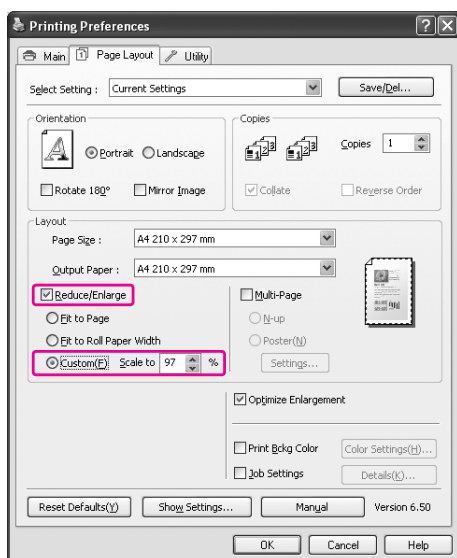 Printing Preferences
Main Page Layout Utility
Select Setting : Current Settings Save/Del...
Orientation Copies
Portrait Landscape Copies 1
Rotate 180° Mirror Image Collate Reverse Order
Layout
Page Size : A4 210 x 297 mm
Output Paper : A4 210 x 297 mm
Reduce/Enlarge Multi-Page
Fit to Page N-up
Fit to Roll Paper Width Poster(N)
Custom(F) Scale to 97 % Settings...
Optimize Enlargement
Print Bckg Color Color Settings(H)...
Job Settings Details(K)...
Reset Defaults(Y) Show Settings... Manual Version 6.50
OK Cancel Help